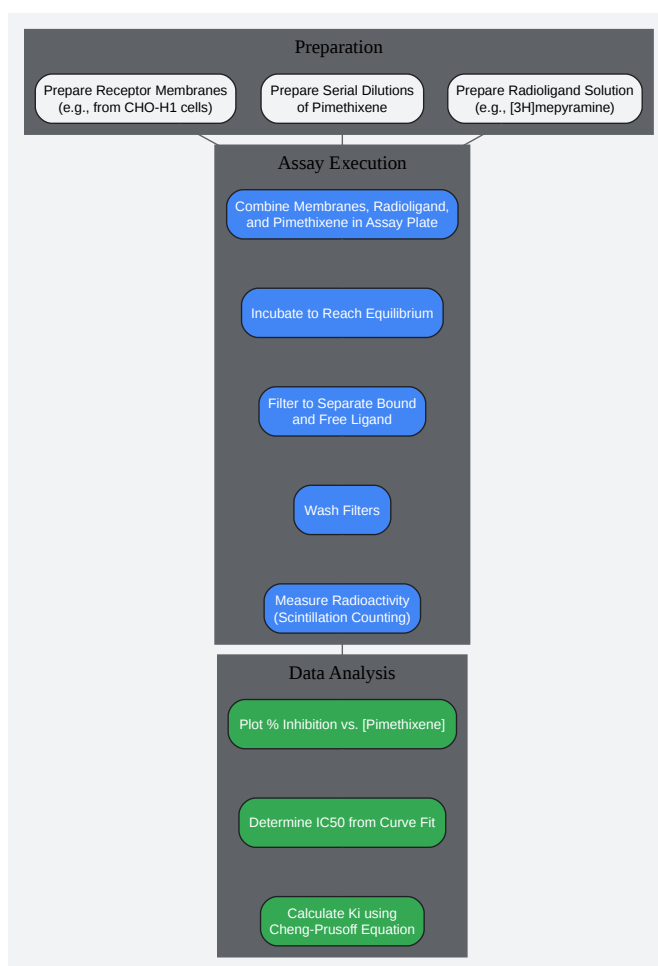 Preparation
Prepare Receptor Membranes
(e.g., from CHO-H1 cells)
Prepare Serial Dilutions
of Pimethixene
Prepare Radioligand Solution
(e.g., [3H]mepyramine)
Assay Execution
Combine Membranes, Radioligand,
and Pimethixene in Assay Plate
Incubate to Reach Equilibrium
Filter to Separate Bound
and Free Ligand
Wash Filters
Measure Radioactivity
(Scintillation Counting)
Data Analysis
Plot % Inhibition vs. [Pimethixene]
Determine IC50 from Curve Fit
Calculate Ki using
Cheng-Prusoff Equation